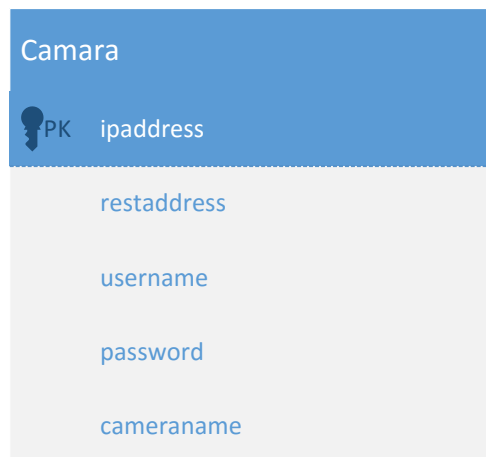 Camara
PK ipaddress
restaddress
username
password
cameraname